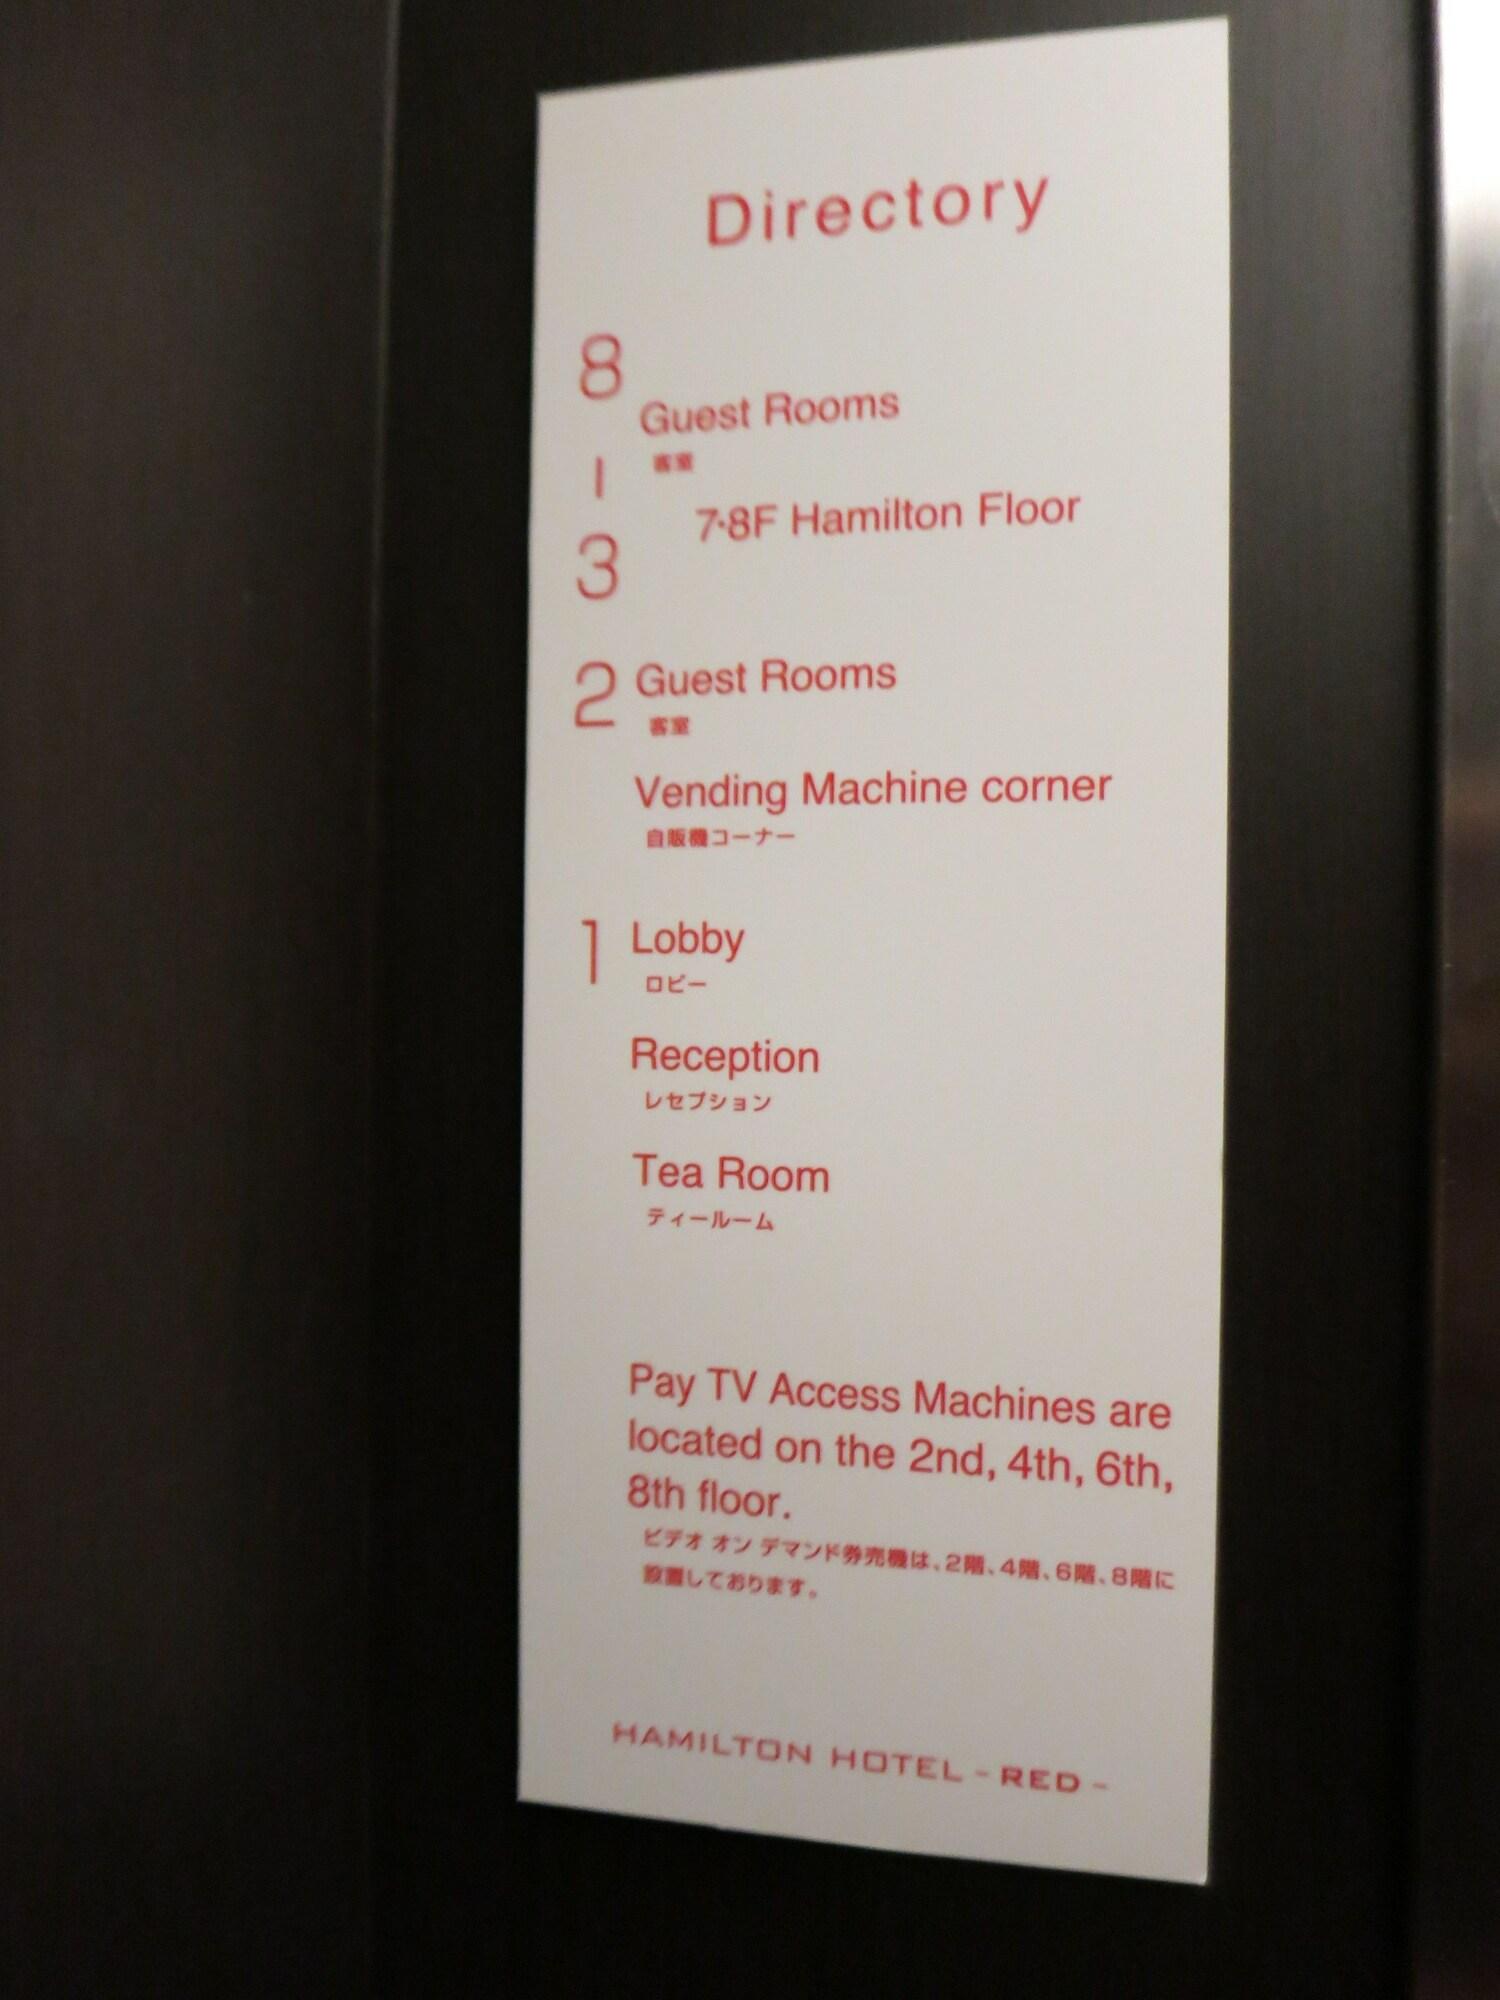 Directory
8
Guest Rooms
客室
|
7·8F Hamilton Floor
3
2 Guest Rooms
客室
Vending Machine corner
自販機コーナー
1 Lobby
ロビー
Reception
レセプション
Tea Room
ティールーム
Pay TV Access Machines are
located on the 2nd, 4th, 6th,
8th floor.
ビデオ オン デマンド券売機は、2階、4階、6階、8階に
設置しております。
HAMILTON HOTEL - RED -